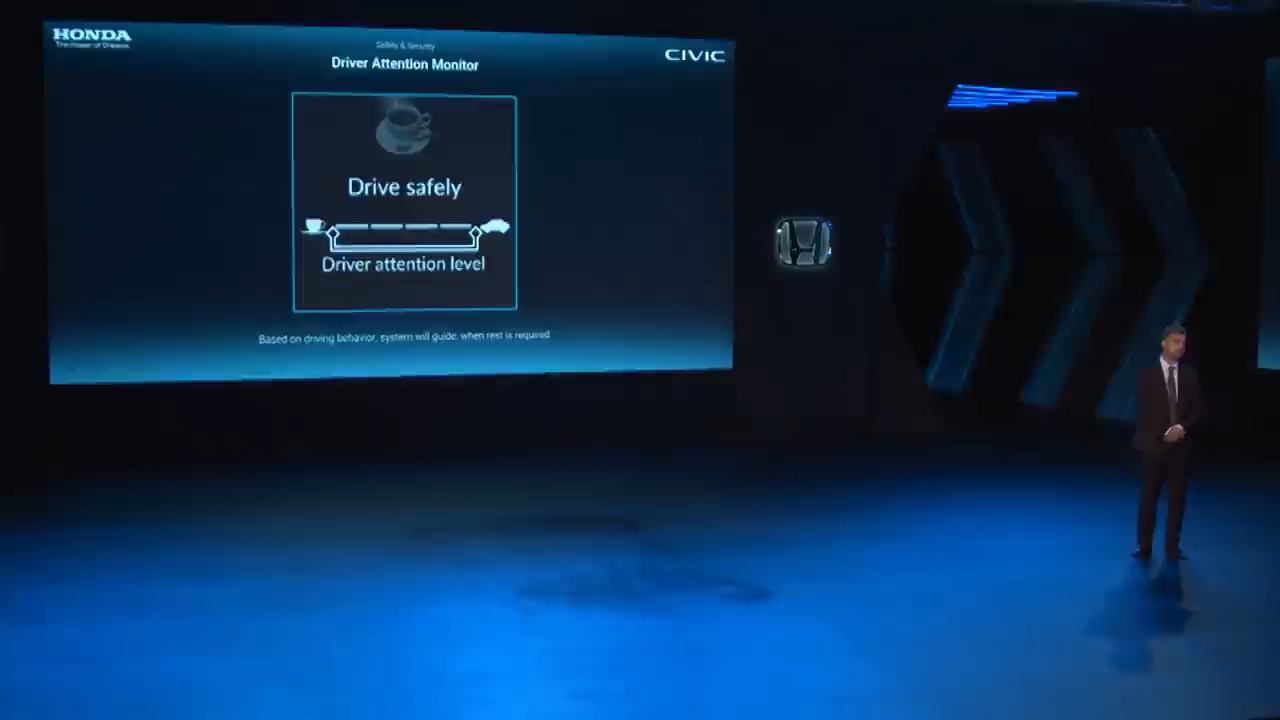 HONDA
The Power of Dreams
Safety & Security
Driver Attention Monitor
CIVIC
Drive safely
Driver attention level
Based on driving behavior, system will guide, when rest is required